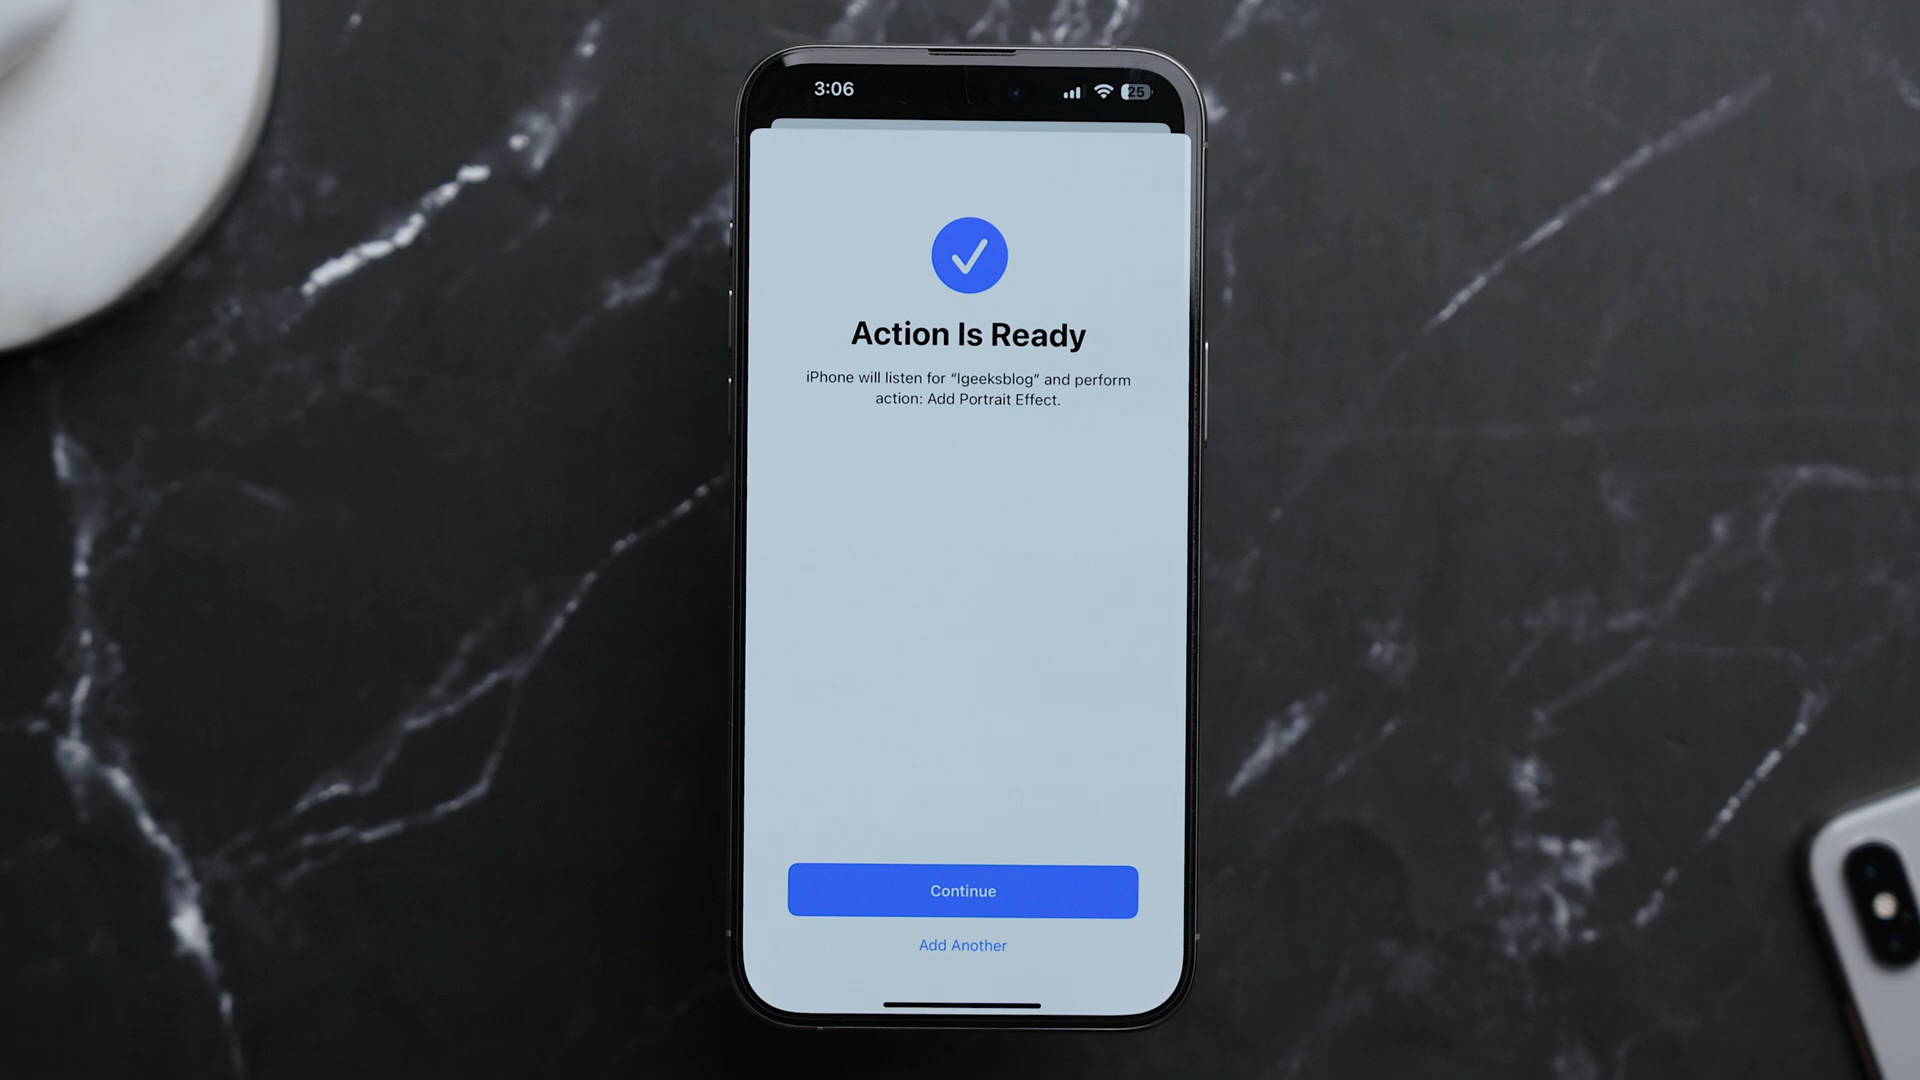 3:06
25
Action Is Ready
iPhone will listen for “Igeeksblog” and perform
action: Add Portrait Effect.
Continue
Add Another